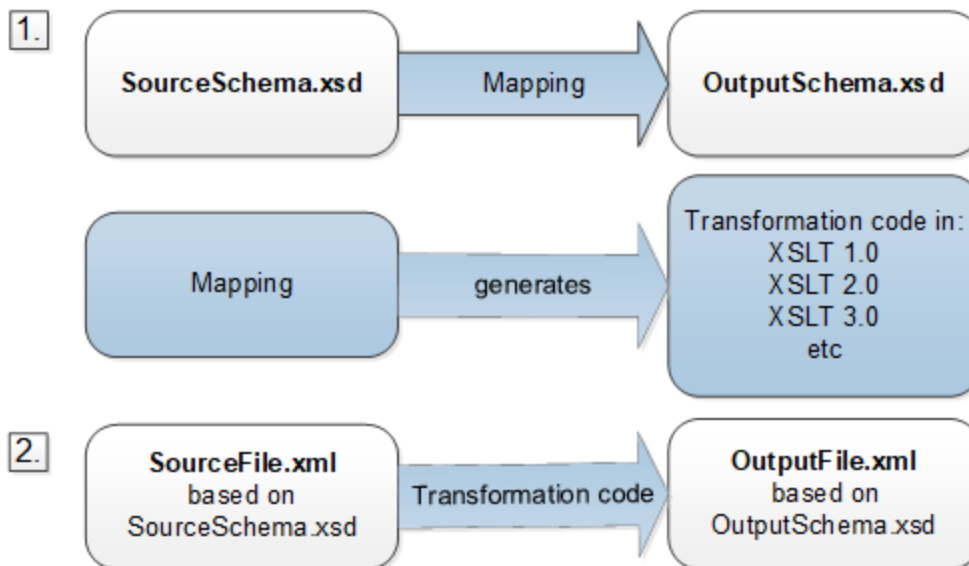 1.
SourceSchema.xsd
Mapping
OutputSchema.xsd
Mapping
generates
Transformation code in:
XSLT 1.0
XSLT 2.0
XSLT 3.0
etc
2.
SourceFile.xml
based on
SourceSchema.xsd
Transformation code
OutputFile.xml
based on
OutputSchema.xsd